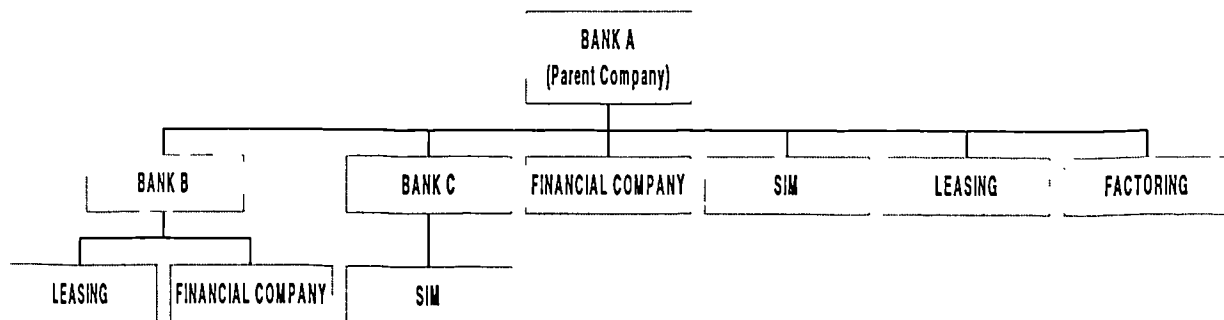 BANK A
(Parent Company)
BANK B
BANK C
FINANCIAL COMPANY
SIM
LEASING
FACTORING
LEASING
FINANCIAL COMPANY
SIM